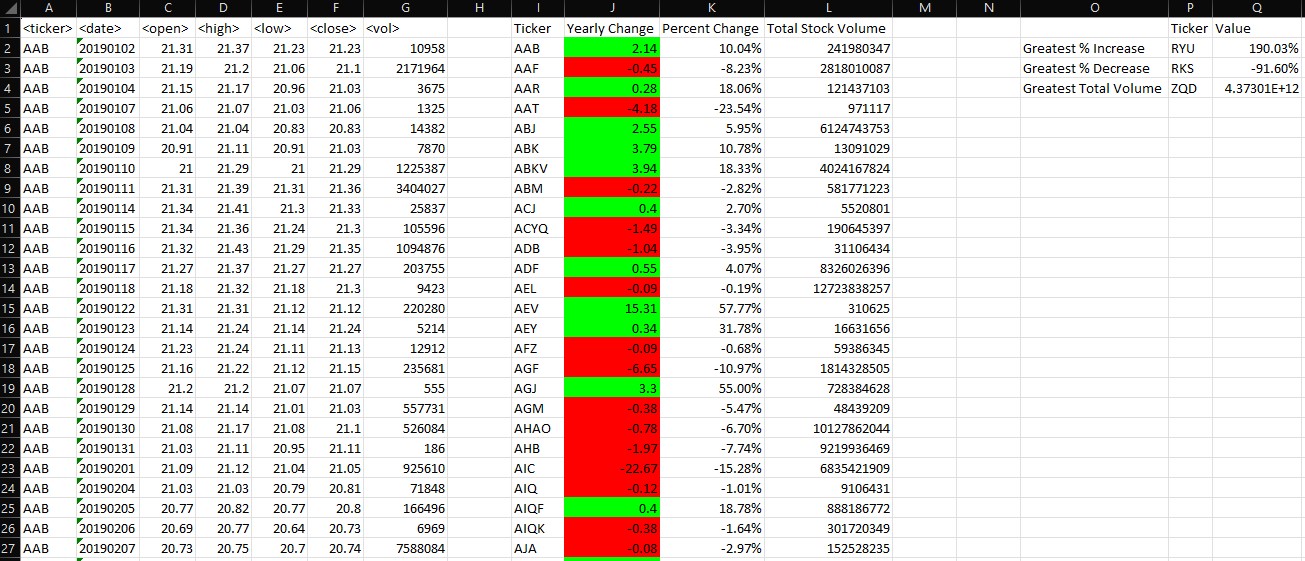 A B C D E F G H I J K L M N O P Q
1 <ticker> <date> <open> <high> <low> <close> <vol> Ticker Yearly Change Percent Change Total Stock Volume Ticker Value
2 AAB 20190102 21.31 21.37 21.23 21.23 10958 AAB 2.14 10.04% 241980347 Greatest % Increase RYU 190.03%
3 AAB 20190103 21.19 21.2 21.06 21.1 2171964 AAF -0.45 -8.23% 2818010087 Greatest % Decrease RKS -91.60%
4 AAB 20190104 21.15 21.17 20.96 21.03 3675 AAR 0.28 18.06% 121437103 Greatest Total Volume ZQD 4.37301E+12
5 AAB 20190107 21.06 21.07 21.03 21.06 1325 AAT -4.18 -23.54% 971117
6 AAB 20190108 21.04 21.04 20.83 20.83 14382 ABJ 2.55 5.95% 6124743753
7 AAB 20190109 20.91 21.11 20.91 21.03 7870 ABK 3.79 10.78% 13091029
8 AAB 20190110 21 21.29 21 21.29 1225387 ABKV 3.94 18.33% 4024167824
9 AAB 20190111 21.31 21.39 21.31 21.36 3404027 ABM -0.22 -2.82% 581771223
10 AAB 20190114 21.34 21.41 21.3 21.33 25837 ACJ 0.4 2.70% 5520801
11 AAB 20190115 21.34 21.36 21.24 21.3 105596 ACYQ -1.49 -3.34% 190645397
12 AAB 20190116 21.32 21.43 21.29 21.35 1094876 ADB -1.04 -3.95% 31106434
13 AAB 20190117 21.27 21.37 21.27 21.27 203755 ADF 0.55 4.07% 8326026396
14 AAB 20190118 21.18 21.32 21.18 21.3 9423 AEL -0.09 -0.19% 12723838257
15 AAB 20190122 21.31 21.31 21.12 21.12 220280 AEV 15.31 57.77% 310625
16 AAB 20190123 21.14 21.24 21.14 21.24 5214 AEY 0.34 31.78% 16631656
17 AAB 20190124 21.23 21.24 21.11 21.13 12912 AFZ -0.09 -0.68% 59386345
18 AAB 20190125 21.16 21.22 21.12 21.15 235681 AGF -6.65 -10.97% 1814328505
19 AAB 20190128 21.2 21.2 21.07 21.07 555 AGJ 3.3 55.00% 728384628
20 AAB 20190129 21.14 21.14 21.01 21.03 557731 AGM -0.38 -5.47% 48439209
21 AAB 20190130 21.08 21.17 21.08 21.1 526084 AHAO -0.78 -6.70% 10127862044
22 AAB 20190131 21.03 21.11 20.95 21.11 186 AHB -1.97 -7.74% 9219936469
23 AAB 20190201 21.09 21.12 21.04 21.05 925610 AIC -22.67 -15.28% 6835421909
24 AAB 20190204 21.03 21.03 20.79 20.81 71848 AIQ -0.12 -1.01% 9106431
25 AAB 20190205 20.77 20.82 20.77 20.8 166496 AIQF 0.4 18.78% 888186772
26 AAB 20190206 20.69 20.77 20.64 20.73 6969 AIQK -0.38 -1.64% 301720349
27 AAB 20190207 20.73 20.75 20.7 20.74 7588084 AJA -0.08 -2.97% 152528235